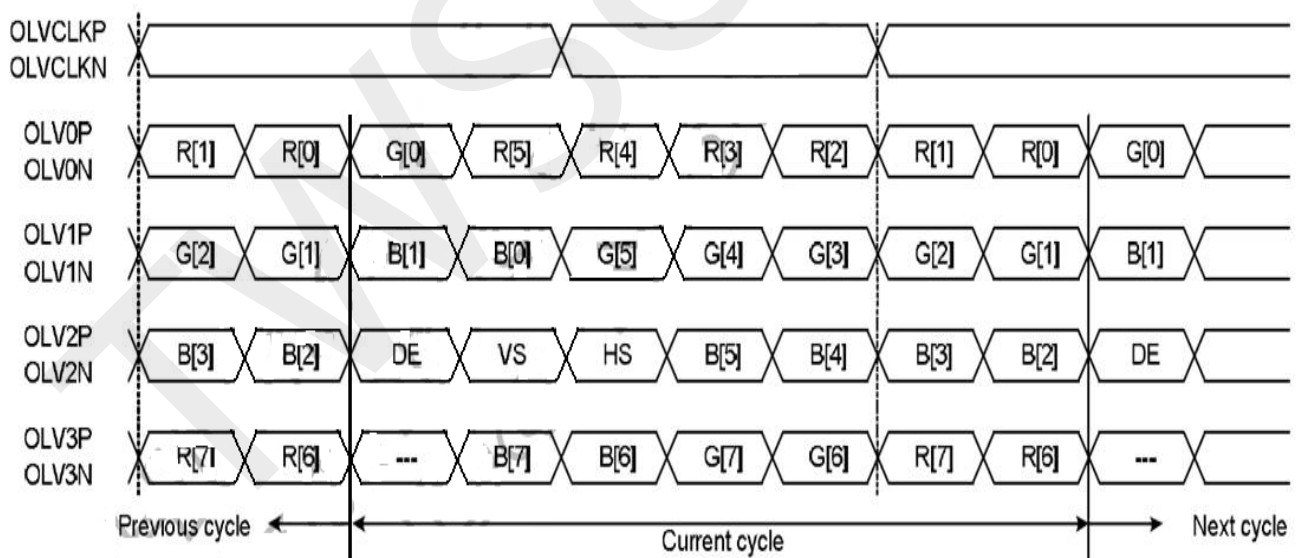 OLVCLKP
OLVCLKN
OLV0P
OLV0N
R[1] R[0] G[0] R[5] R[4] R[3] R[2] R[1] R[0] G[0]
OLV1P
OLV1N
G[2] G[1] B[1] B[0] G[5] G[4] G[3] G[2] G[1] B[1]
OLV2P
OLV2N
B[3] B[2] DE VS HS B[5] B[4] B[3] B[2] DE
OLV3P
OLV3N
R[7] R[6] --- B[7] B[6] G[7] G[6] R[7] R[6] ---
Previous cycle Current cycle Next cycle